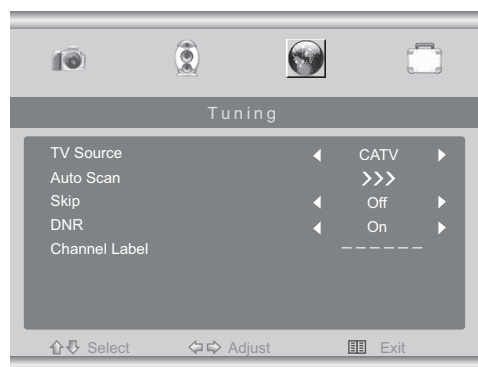 Tuning
TV Source CATV
Auto Scan >>>
Skip Off
DNR On
Channel Label ––––––
Select Adjust Exit